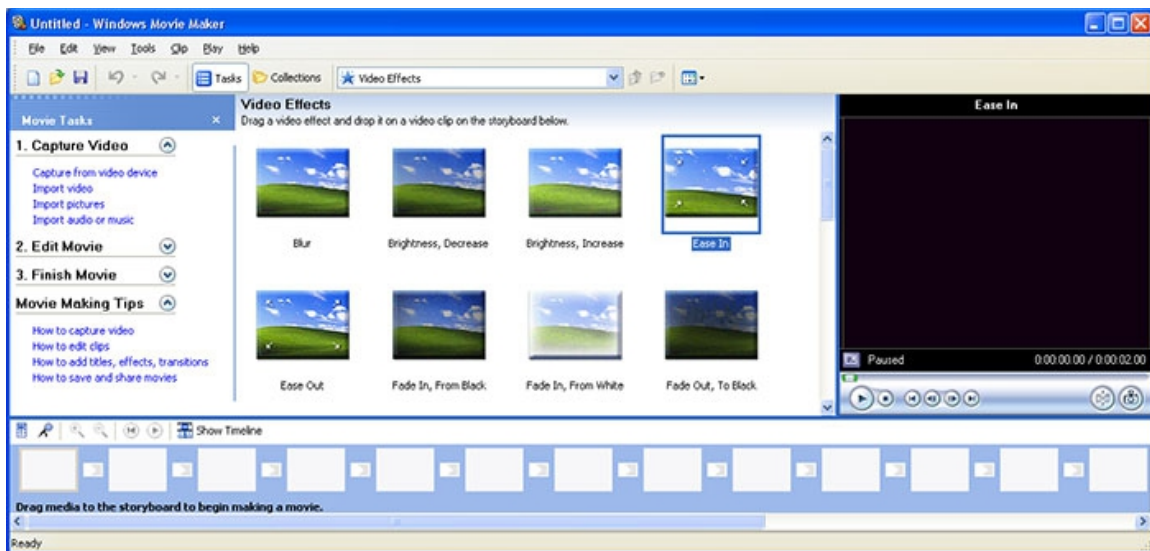 Untitled - Windows Movie Maker
File Edit View Tools Clip Play Help
Tasks Collections Video Effects
Movie Tasks
1. Capture Video
Capture from video device
Import video
Import pictures
Import audio or music
2. Edit Movie
3. Finish Movie
Movie Making Tips
How to capture video
How to edit clips
How to add titles, effects, transitions
How to save and share movies
Video Effects
Drag a video effect and drop it on a video clip on the storyboard below.
Blur Brightness, Decrease Brightness, Increase Ease In
Ease Out Fade In, From Black Fade In, From White Fade Out, To Black
Ease In
Paused 0:00:00.00 / 0:00:02.00
Show Timeline
Drag media to the storyboard to begin making a movie.
Ready